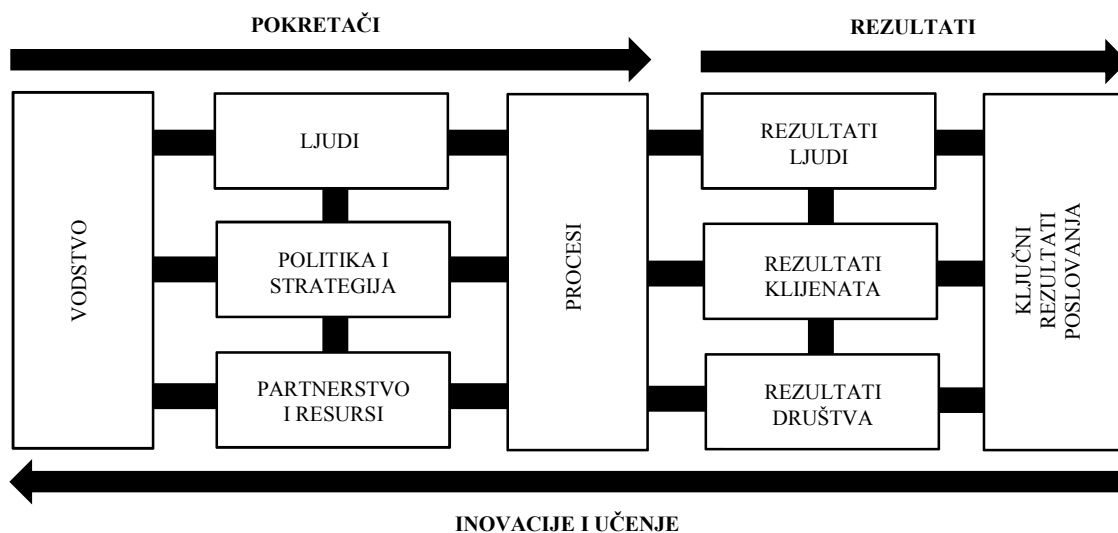 POKRETAČI
REZULTATI
VODSTVO
LJUDI
POLITIKA I
STRATEGIJA
PARTNERSTVO
I RESURSI
PROCESI
REZULTATI
LJUDI
REZULTATI
KLIJENATA
REZULTATI
DRUŠTVA
KLJUČNI
REZULTATI
POSLOVANJA
INOVACIJE I UČENJE